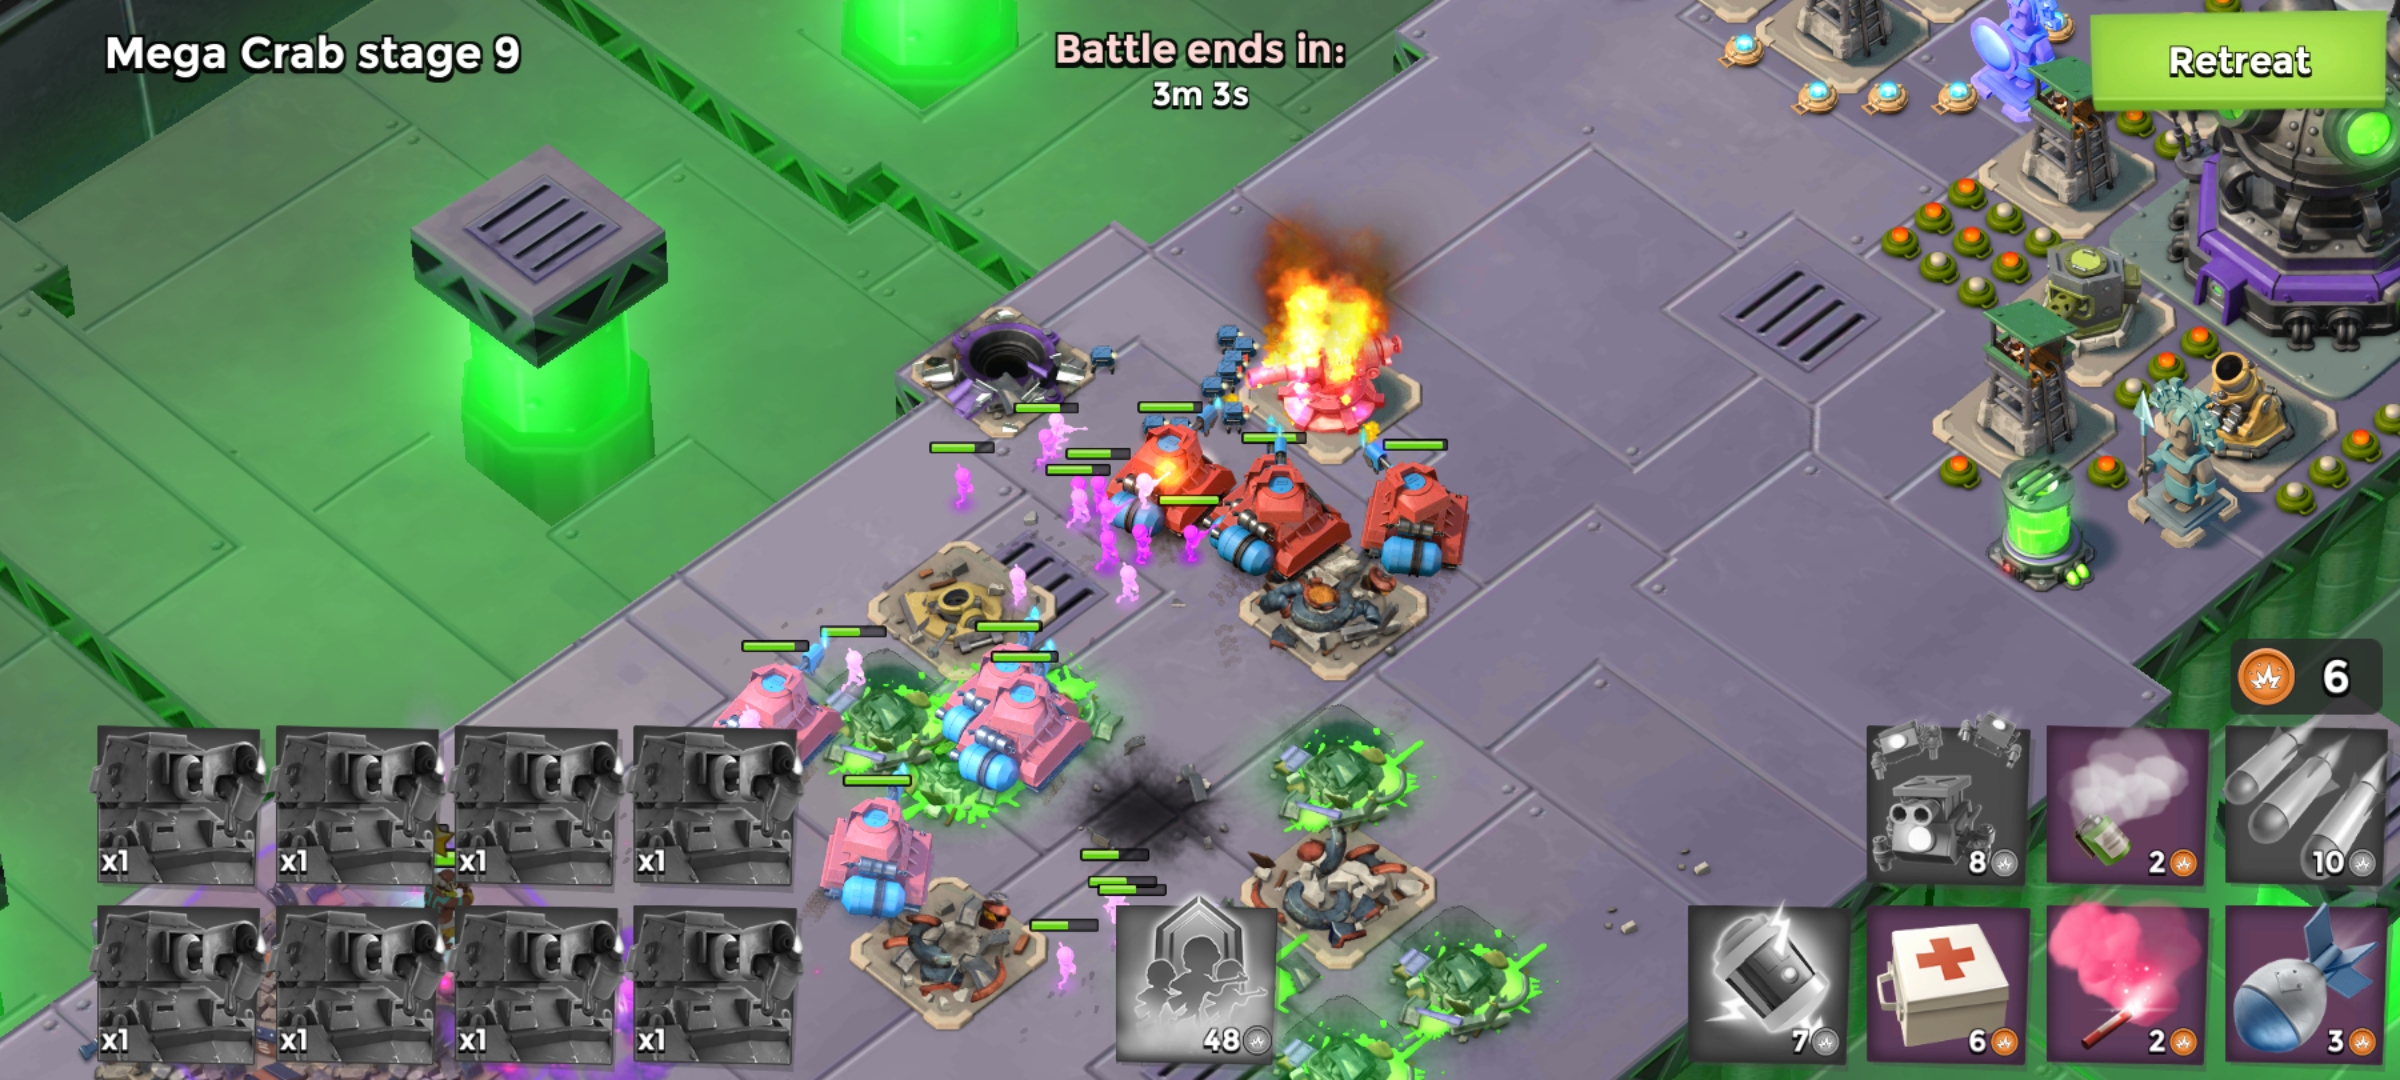 Mega Crab stage 9
Battle ends in:
3m 3s
Retreat
6
x1
x1
x1
x1
8
2
10
x1
x1
x1
x1
48
7
6
2
3